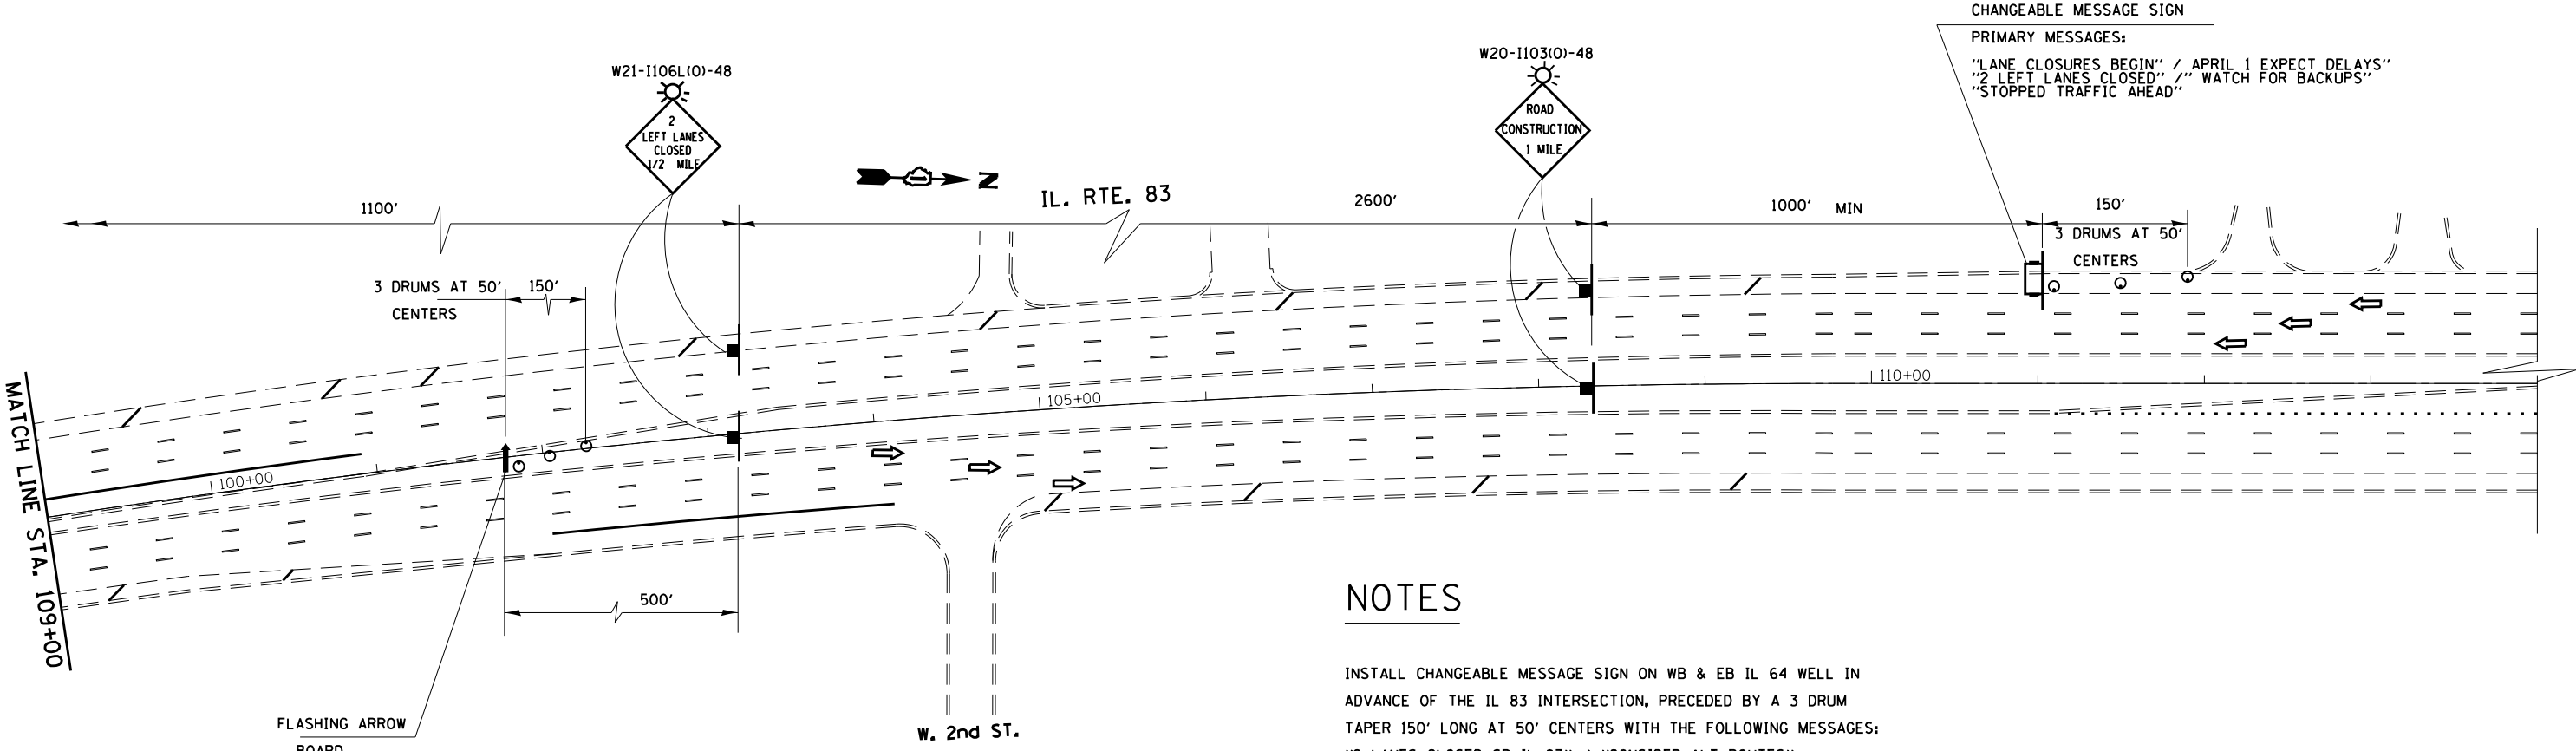 CHANGEABLE MESSAGE SIGN
PRIMARY MESSAGES:
"LANE CLOSURES BEGIN" / APRIL 1 EXPECT DELAYS"
"2 LEFT LANES CLOSED" /" WATCH FOR BACKUPS"
"STOPPED TRAFFIC AHEAD"
W21-I106L(O)-48
2
LEFT LANES
CLOSED
1/2 MILE
W20-I103(O)-48
ROAD
CONSTRUCTION
1 MILE
N
IL. RTE. 83
1100'
2600'
1000' MIN
150'
3 DRUMS AT 50'
CENTERS
3 DRUMS AT 50'
CENTERS
150'
MATCH LINE STA. 109+00
100+00
105+00
110+00
500'
FLASHING ARROW
BOARD
W. 2nd ST.
NOTES
INSTALL CHANGEABLE MESSAGE SIGN ON WB & EB IL 64 WELL IN
ADVANCE OF THE IL 83 INTERSECTION, PRECEDED BY A 3 DRUM
TAPER 150' LONG AT 50' CENTERS WITH THE FOLLOWING MESSAGES: